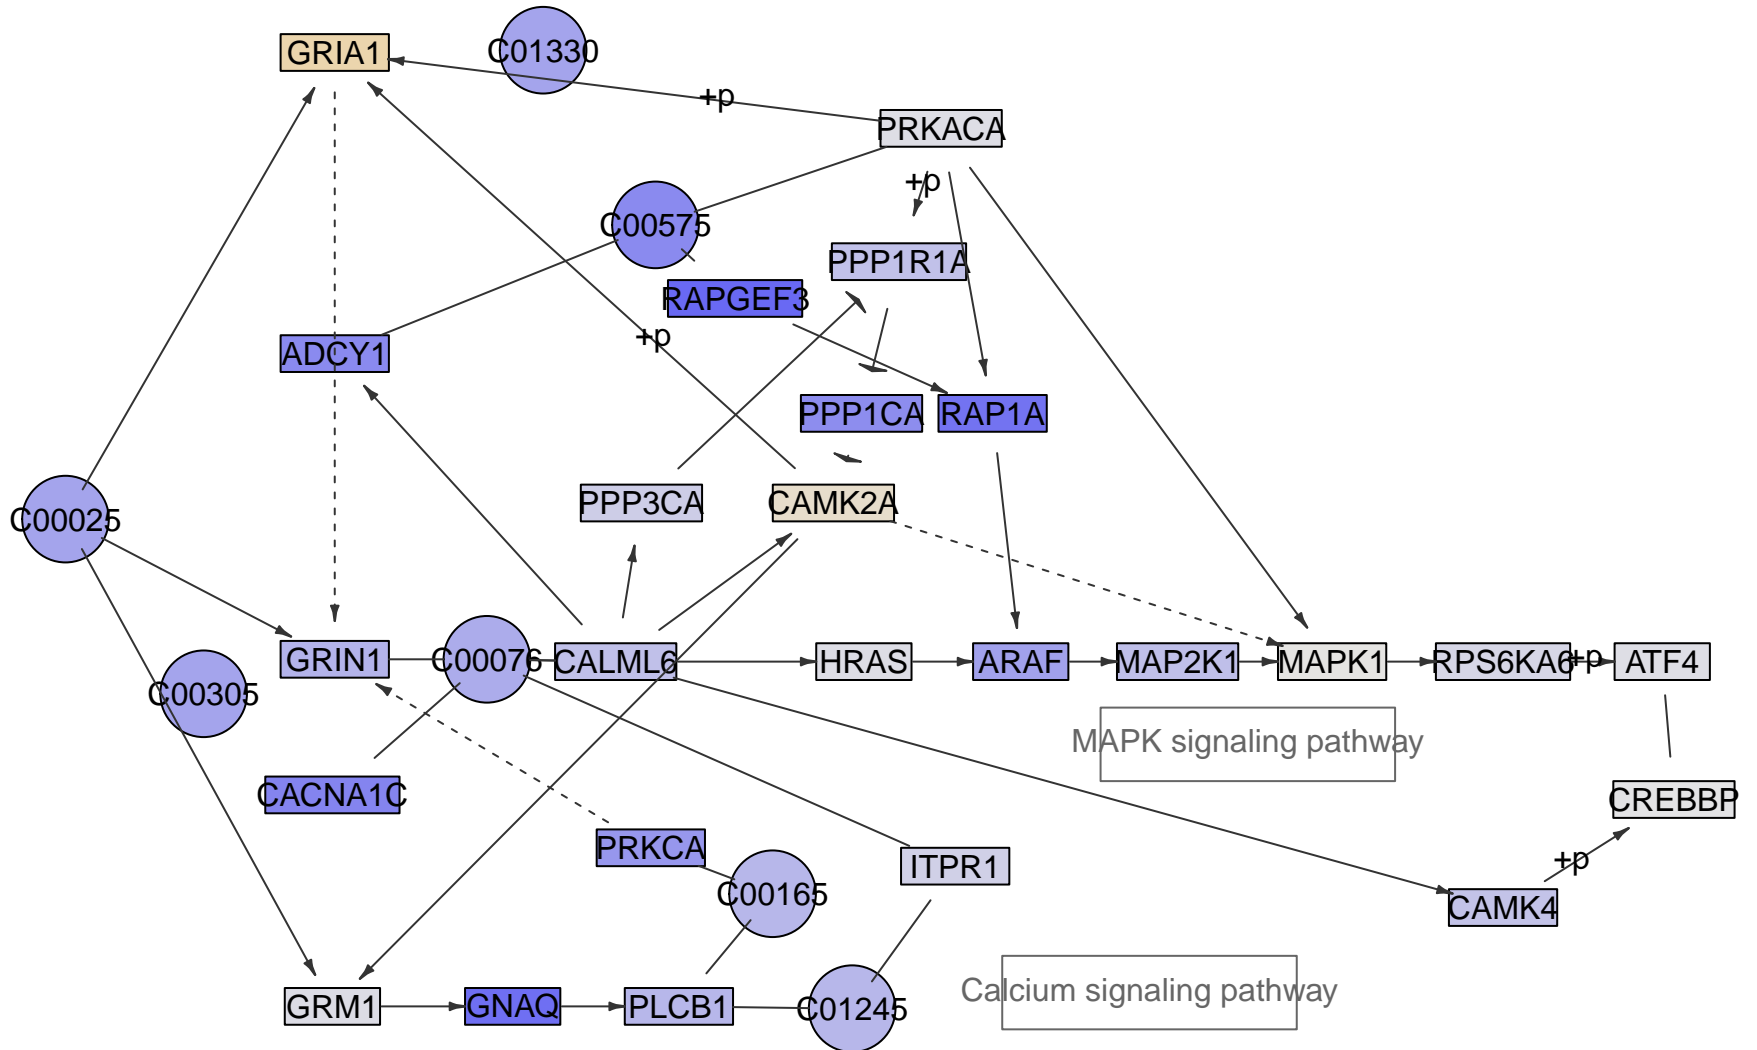 GRIA1
C01330
+p
PRKACA
+p
C00575
PPP1R1A
RAPGEF3
+p
ADCY1
PPP1CA
RAP1A
PPP3CA
CAMK2A
C00025
GRIN1
C00076
CALML6
HRAS
ARAF
MAP2K1
MAPK1
RPS6KA6
+p
ATF4
C00305
MAPK signaling pathway
CACNA1C
CREBBP
PRKCA
ITPR1
+p
C00165
CAMK4
Calcium signaling pathway
GRM1
GNAQ
PLCB1
C01245